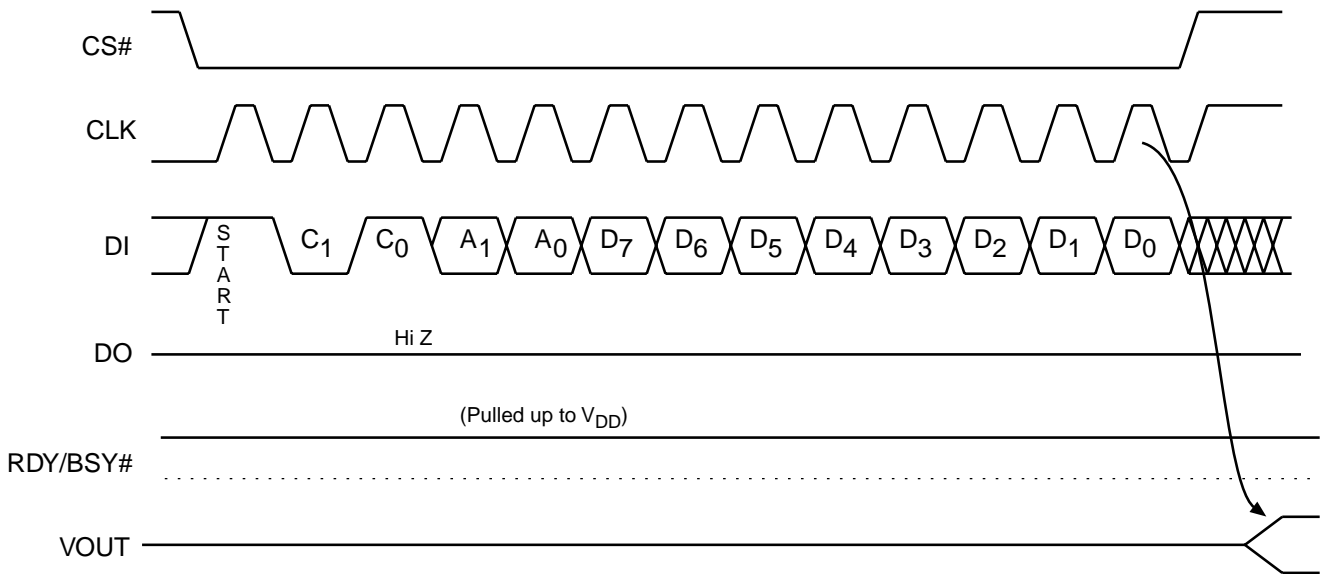 CS#
CLK
DI
START
C1 C0 A1 A0 D7 D6 D5 D4 D3 D2 D1 D0
Hi Z
DO
(Pulled up to VDD)
RDY/BSY#
VOUT